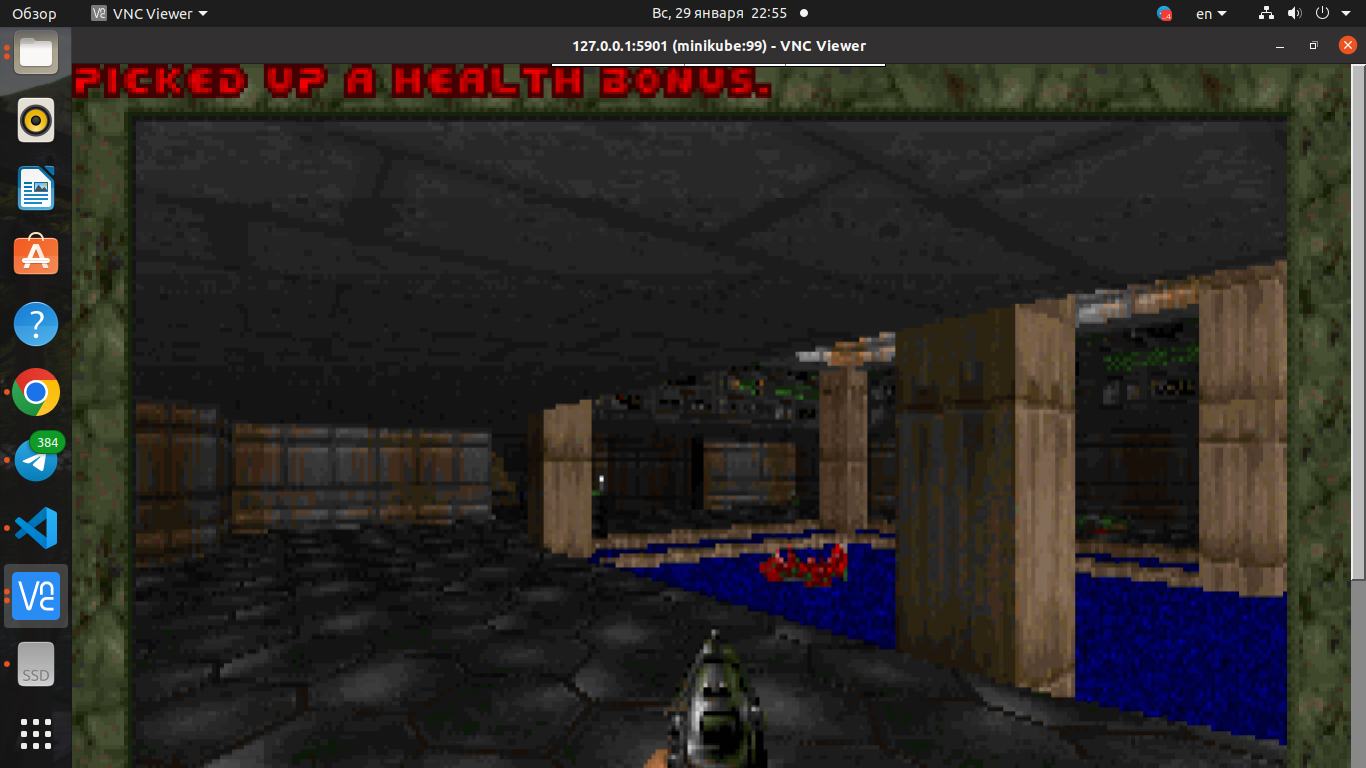 Обзор VNC Viewer Вс, 29 января 22:55 4 en
127.0.0.1:5901 (minikube:99) - VNC Viewer
PICKED UP A HEALTH BONUS.
384
SSD